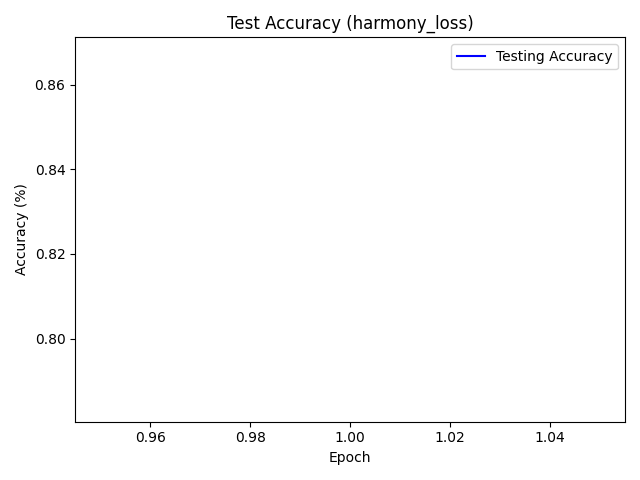 Test Accuracy (harmony_loss)
Testing Accuracy
0.86
0.84
0.82
0.80
Accuracy (%)
0.96 0.98 1.00 1.02 1.04
Epoch